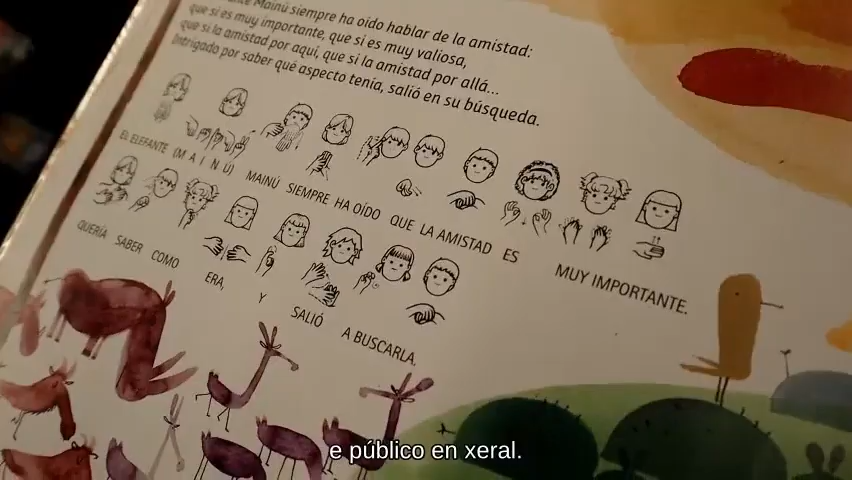 Mainú siempre ha oído hablar de la amistad:
que si es muy importante, que si es muy valiosa,
que si la amistad por aquí, que si la amistad por allá...
Intrigado por saber qué aspecto tenía, salió en su búsqueda.
EL ELEFANTE (M A I N Ú) MAINÚ SIEMPRE HA OÍDO QUE LA AMISTAD ES MUY IMPORTANTE.
QUERÍA SABER COMO ERA, Y SALIÓ A BUSCARLA.
e público en xeral.